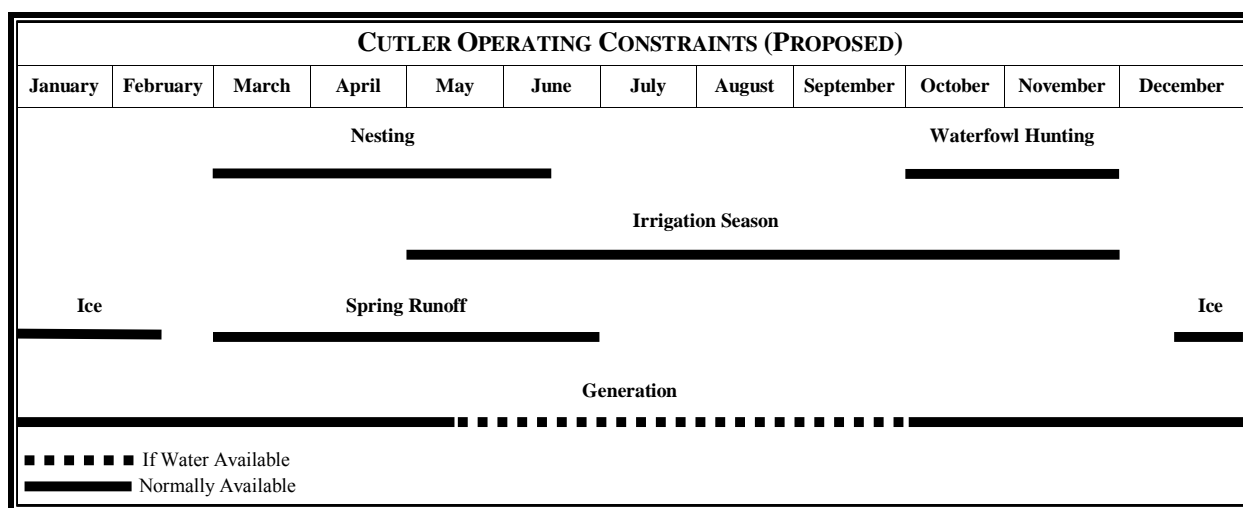 CUTLER OPERATING CONSTRAINTS (PROPOSED)
January February March April May June July August September October November December
Nesting Waterfowl Hunting
Irrigation Season
Ice Spring Runoff Ice
Generation
If Water Available
Normally Available